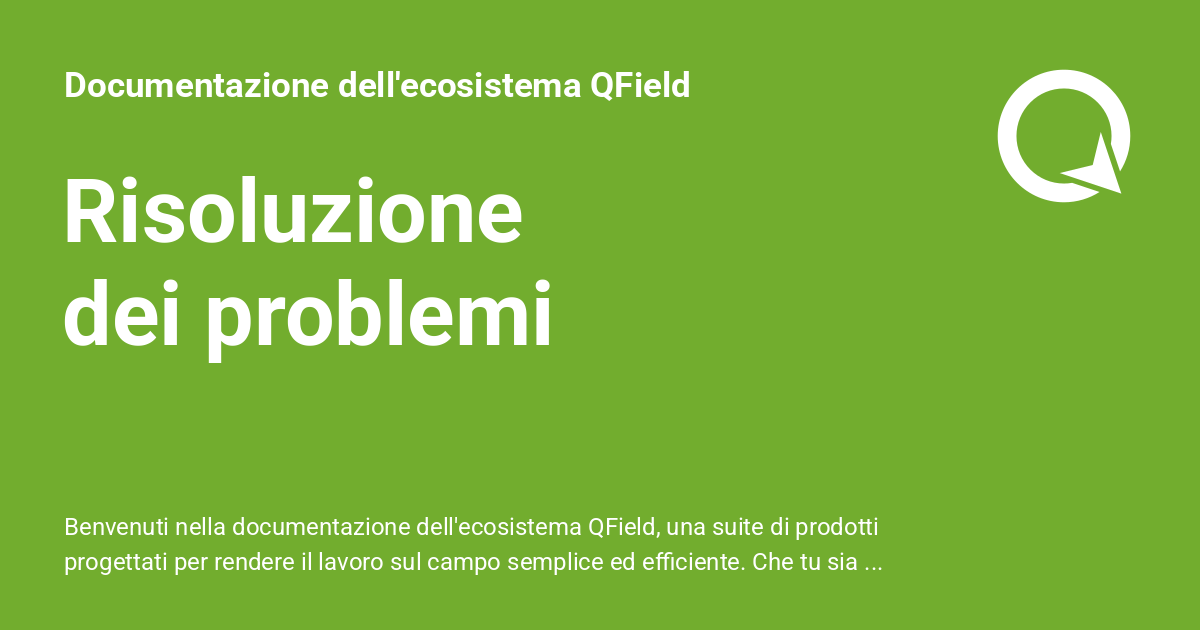 Documentazione dell'ecosistema QField
Risoluzione
dei problemi
Benvenuti nella documentazione dell'ecosistema QField, una suite di prodotti
progettati per rendere il lavoro sul campo semplice ed efficiente. Che tu sia ...